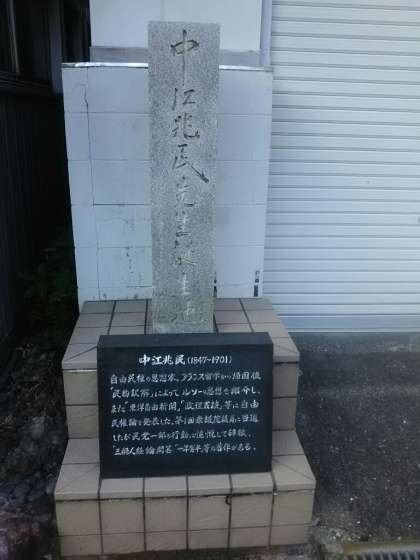 中江兆民先生誕生地
中江兆民(1847~1901)
自由民権の思想家、フランス留学から帰国後
"民約訳解"によってルソーの思想を紹介し、
また"東洋自由新聞"、"政理叢談"等に自由
民権論を発表した、第1回衆議院議員に当選
したが民党一部の行動に憤慨して辞職、
"三酔人経綸問答""一年有半"等の著作がある。